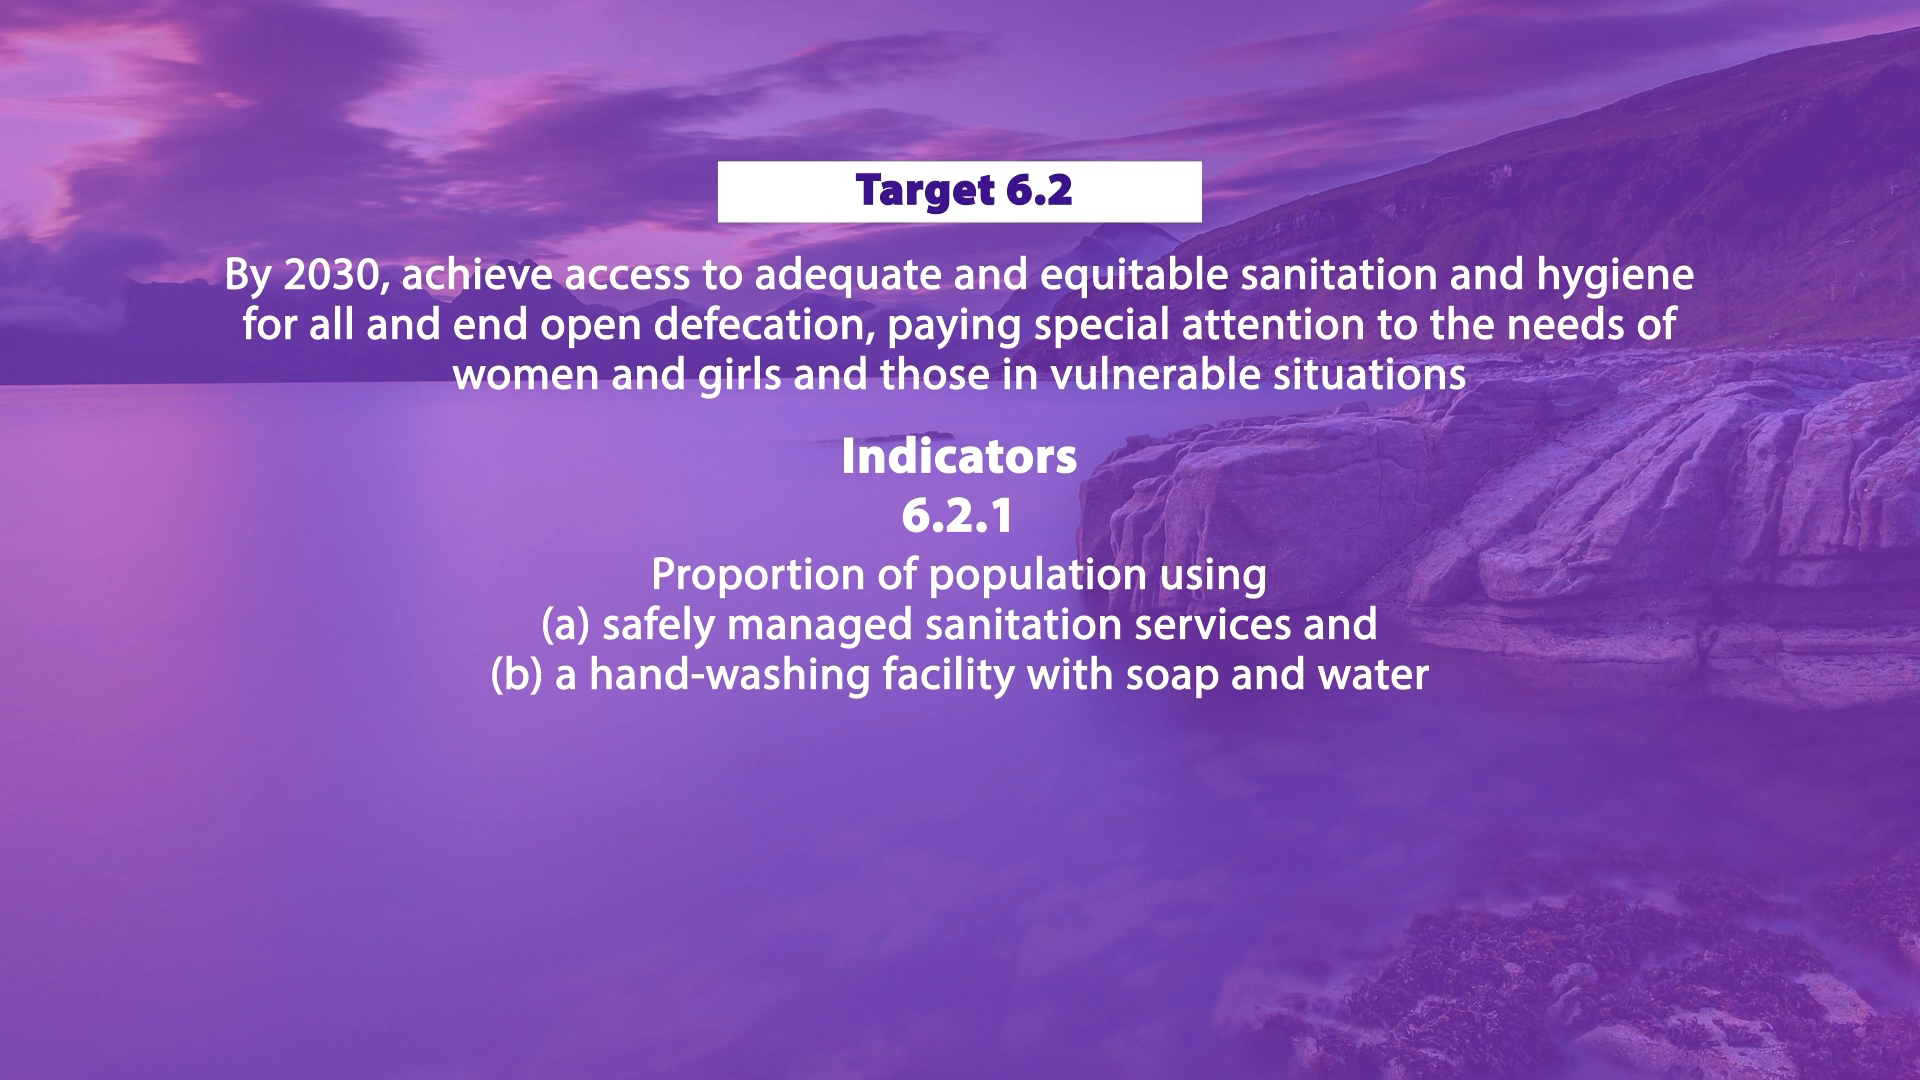 Target 6.2
By 2030, achieve access to adequate and equitable sanitation and hygiene
for all and end open defecation, paying special attention to the needs of
women and girls and those in vulnerable situations
Indicators
6.2.1
Proportion of population using
(a) safely managed sanitation services and
(b) a hand-washing facility with soap and water